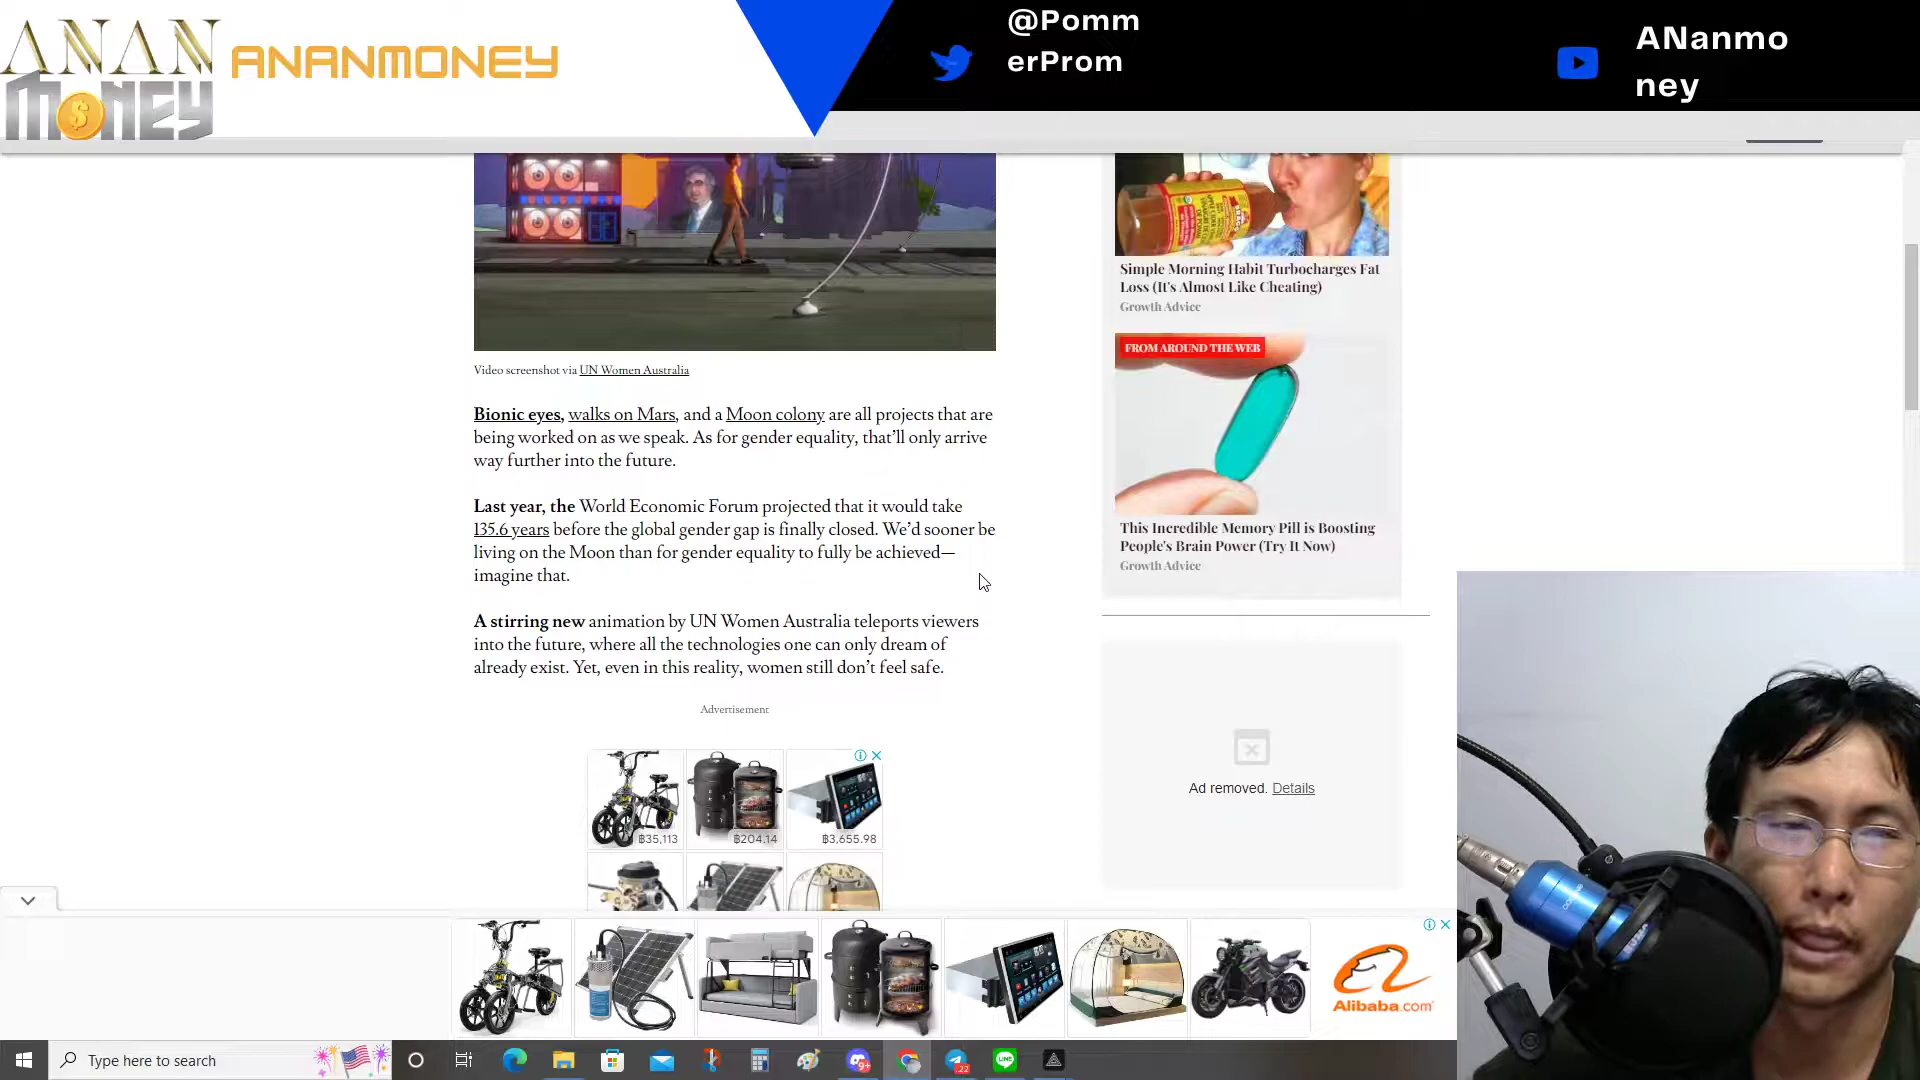 ANAN
MONEY
ANANMONEY
@Pomm
erProm
ANanmo
ney
Video screenshot via UN Women Australia
Bionic eyes, walks on Mars, and a Moon colony are all projects that are
being worked on as we speak. As for gender equality, that’ll only arrive
way further into the future.
Last year, the World Economic Forum projected that it would take
135.6 years before the global gender gap is finally closed. We’d sooner be
living on the Moon than for gender equality to fully be achieved—
imagine that.
A stirring new animation by UN Women Australia teleports viewers
into the future, where all the technologies one can only dream of
already exist. Yet, even in this reality, women still don’t feel safe.
Advertisement
฿35,113
฿204.14
฿3,655.98
Simple Morning Habit Turbocharges Fat
Loss (It's Almost Like Cheating)
Growth Advice
FROM AROUND THE WEB
This Incredible Memory Pill is Boosting
People's Brain Power (Try It Now)
Growth Advice
Ad removed. Details
Alibaba.com
Type here to search
9+
22
LINE